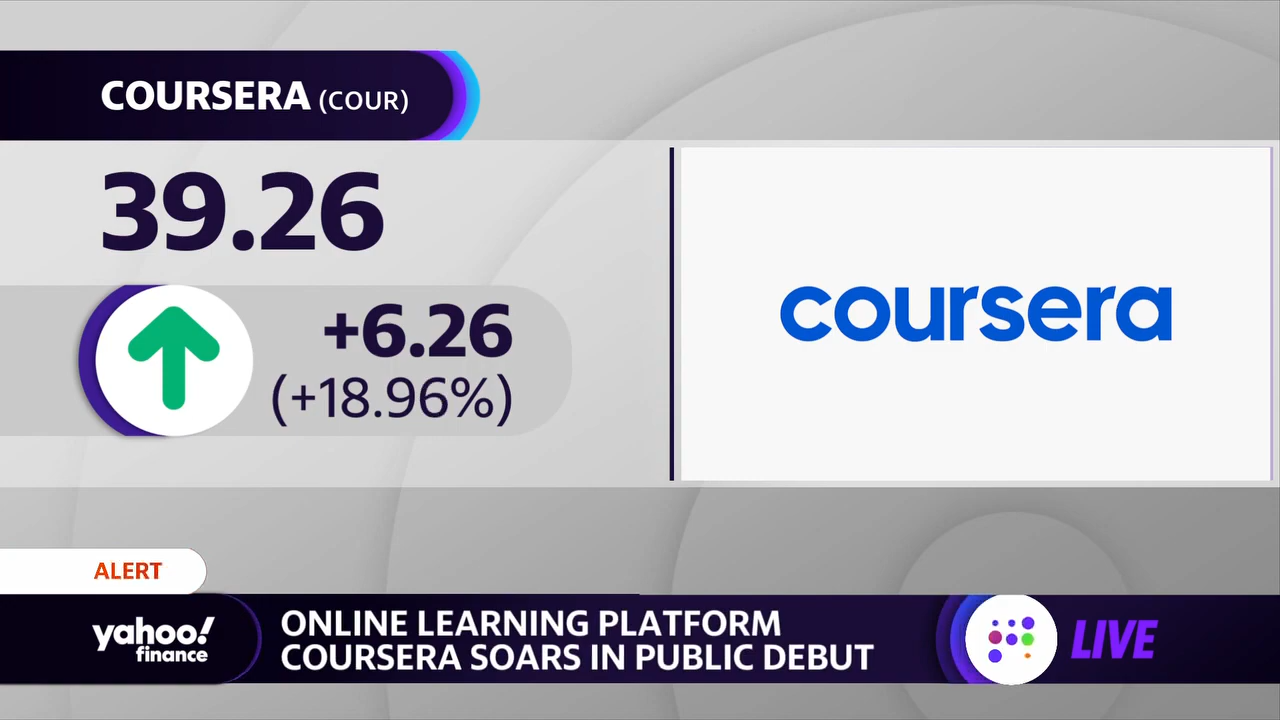 COURSERA (COUR)
39.26
+6.26
(+18.96%)
coursera
ALERT
yahoo!
finance
ONLINE LEARNING PLATFORM
COURSERA SOARS IN PUBLIC DEBUT
LIVE